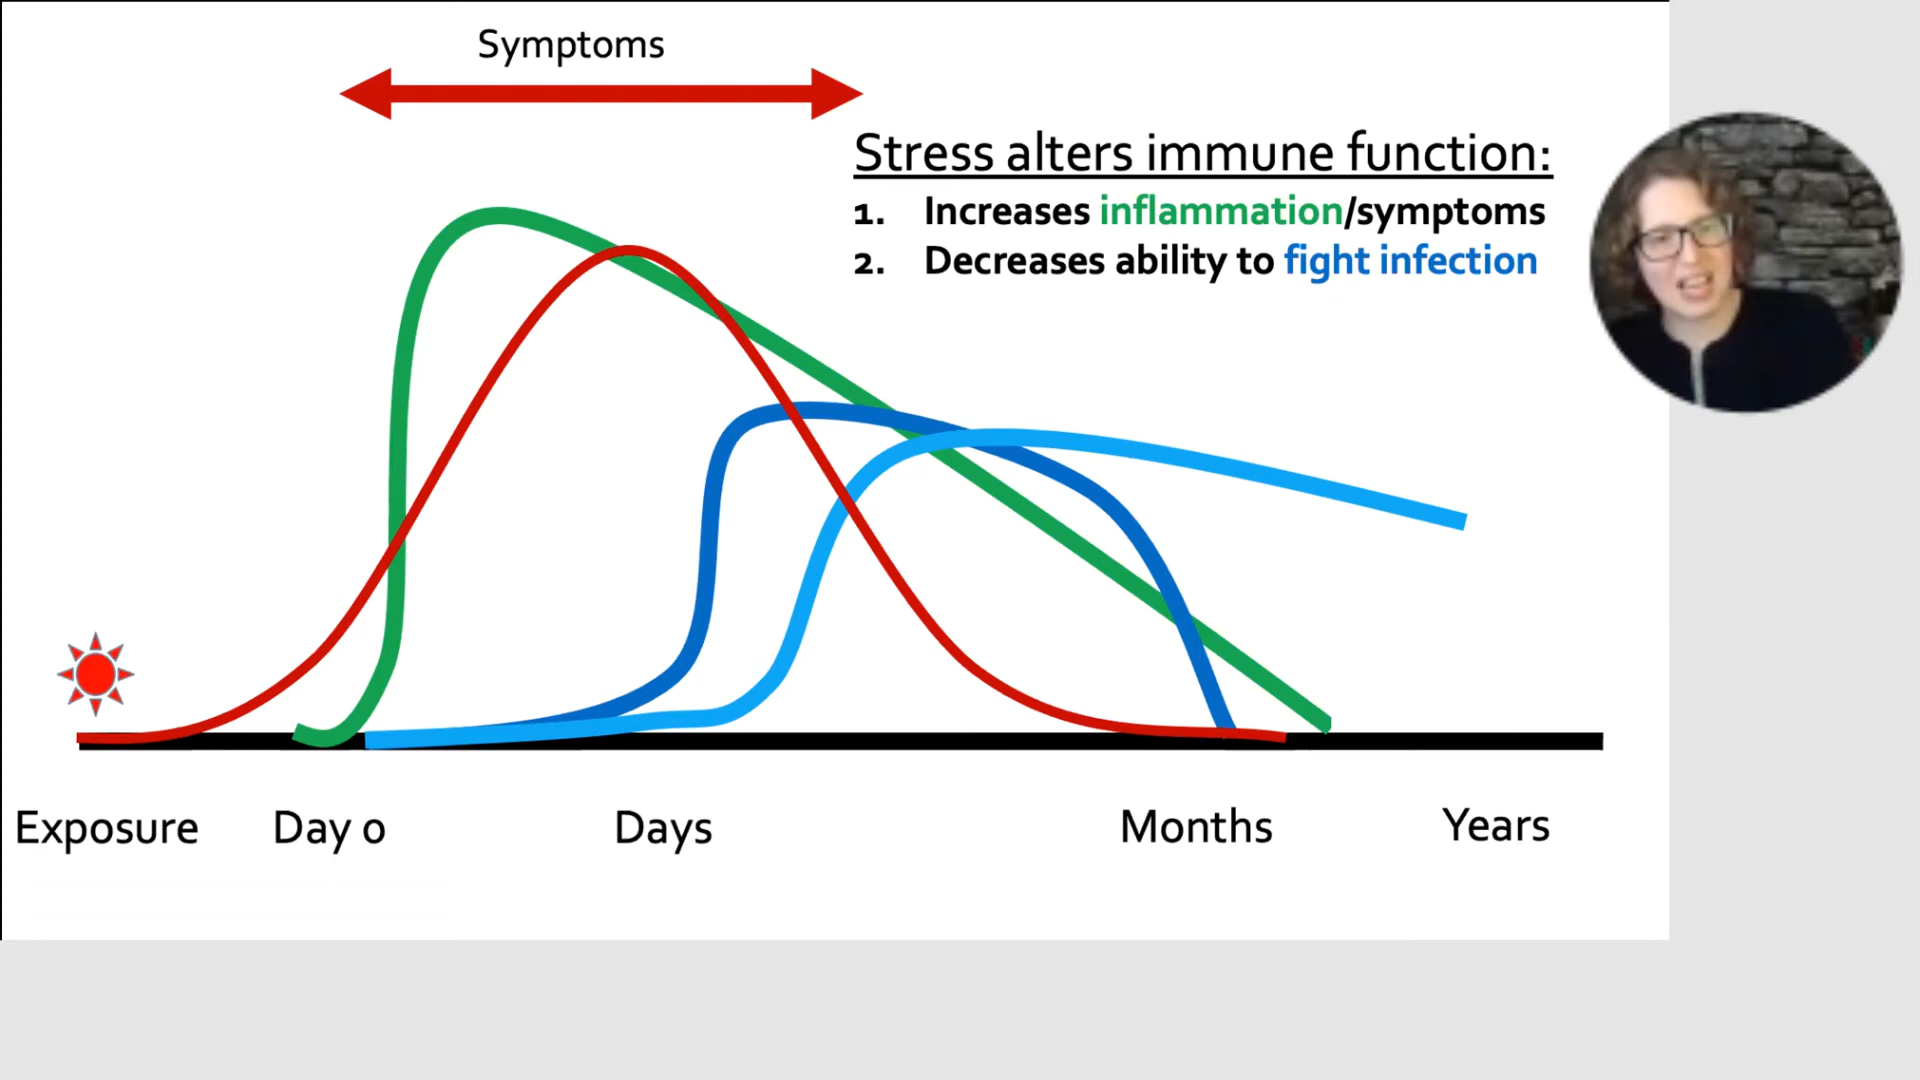 Symptoms
Stress alters immune function:
1. Increases inflammation/symptoms
2. Decreases ability to fight infection
Exposure
Day 0
Days
Months
Years